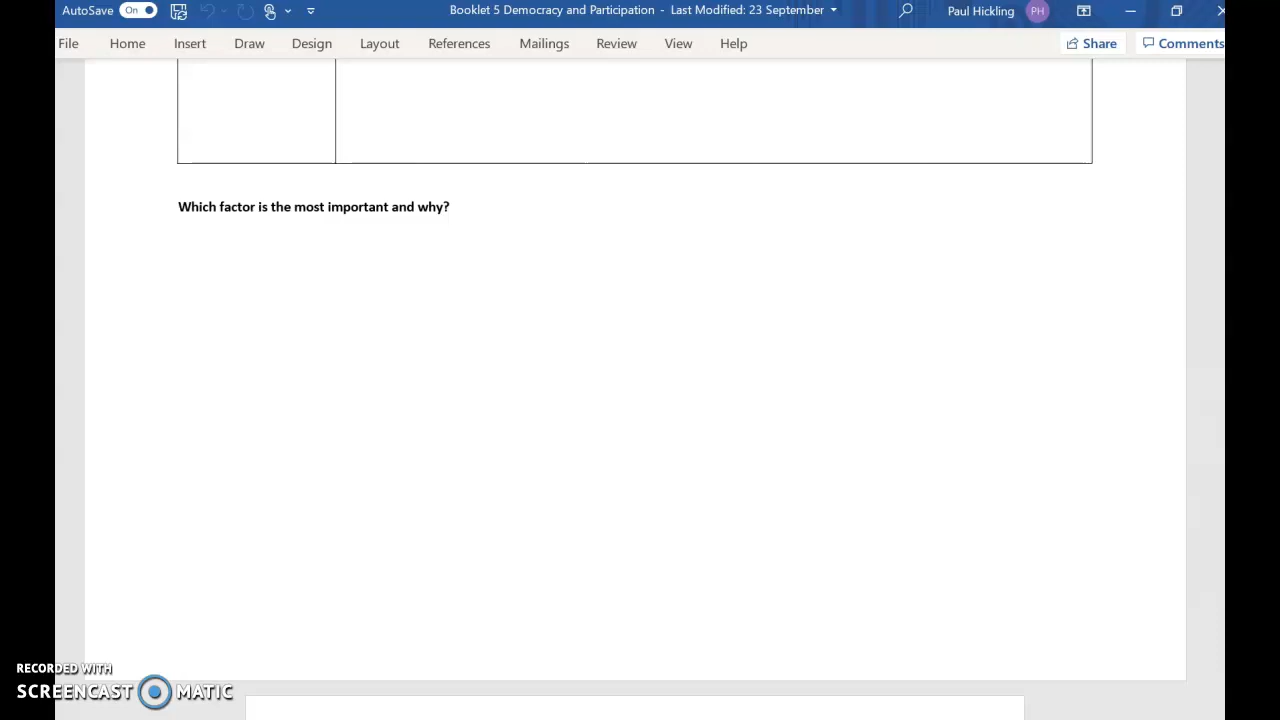 AutoSave On Booklet 5 Democracy and Participation - Last Modified: 23 September Paul Hickling PH
File Home Insert Draw Design Layout References Mailings Review View Help Share Comments
Which factor is the most important and why?
RECORDED WITH
SCREENCAST MATIC